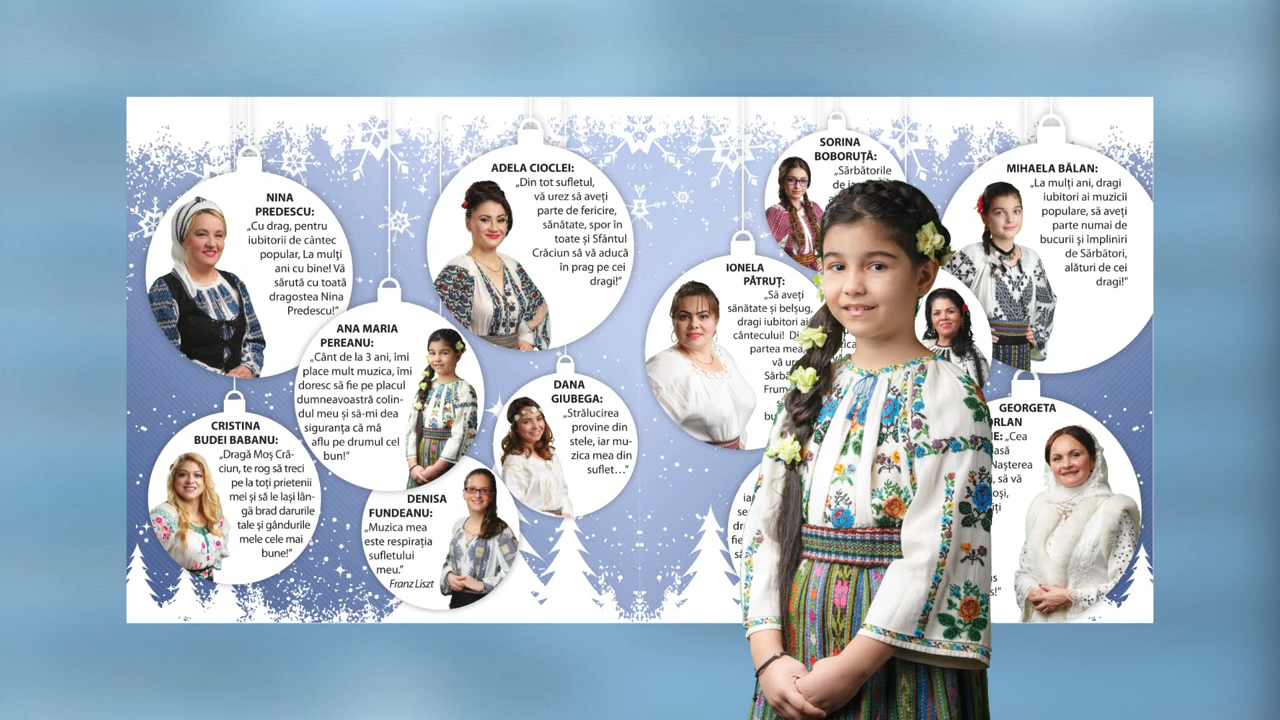 NINA
PREDESCU:
„Cu drag, pentru
iubitorii de cântec
popular, La mulți
ani cu bine! Vă
sărută cu toată
dragostea Nina
Predescu!”
ADELA CIOCLEI:
„Din tot sufletul,
vă urez să aveți
parte de fericire,
sănătate, spor în
toate și Sfântul
Crăciun să vă aducă
în prag pe cei
dragi!”
ANA MARIA
PEREANU:
„Cânt de la 3 ani, îmi
place mult muzica, îmi
doresc să fie pe placul
dumneavoastră colin-
dul meu și să-mi dea
siguranța că mă
aflu pe drumul cel
bun!”
CRISTINA
BUDEI BABANU:
„Dragă Moș Cră-
ciun, te rog să treci
pe la toți prietenii
mei și să le lași lân-
gă brad darurile
tale și gândurile
mele cele mai
bune!”
DENISA
FUNDEANU:
„Muzica mea
este respirația
sufletului
meu.”
Franz Liszt
DANA
GIUBEGA:
„Strălucirea
provine din
stele, iar mu-
zica mea din
suflet…”
SORINA
BOBORUȚĂ:
„Sărbătorile
de
IONELA
PĂTRUȚ:
„Să aveți
sănătate și belșug,
dragi iubitori ai
cântecului!
partea mea,
vă
MIHAELA BĂLAN:
„La mulți ani, dragi
iubitori ai muzicii
populare, să aveți
parte numai de
bucurii și împliniri
de Sărbători,
alături de cei
dragi!”
GEORGETA
„Cea
Nașterea
, să vă